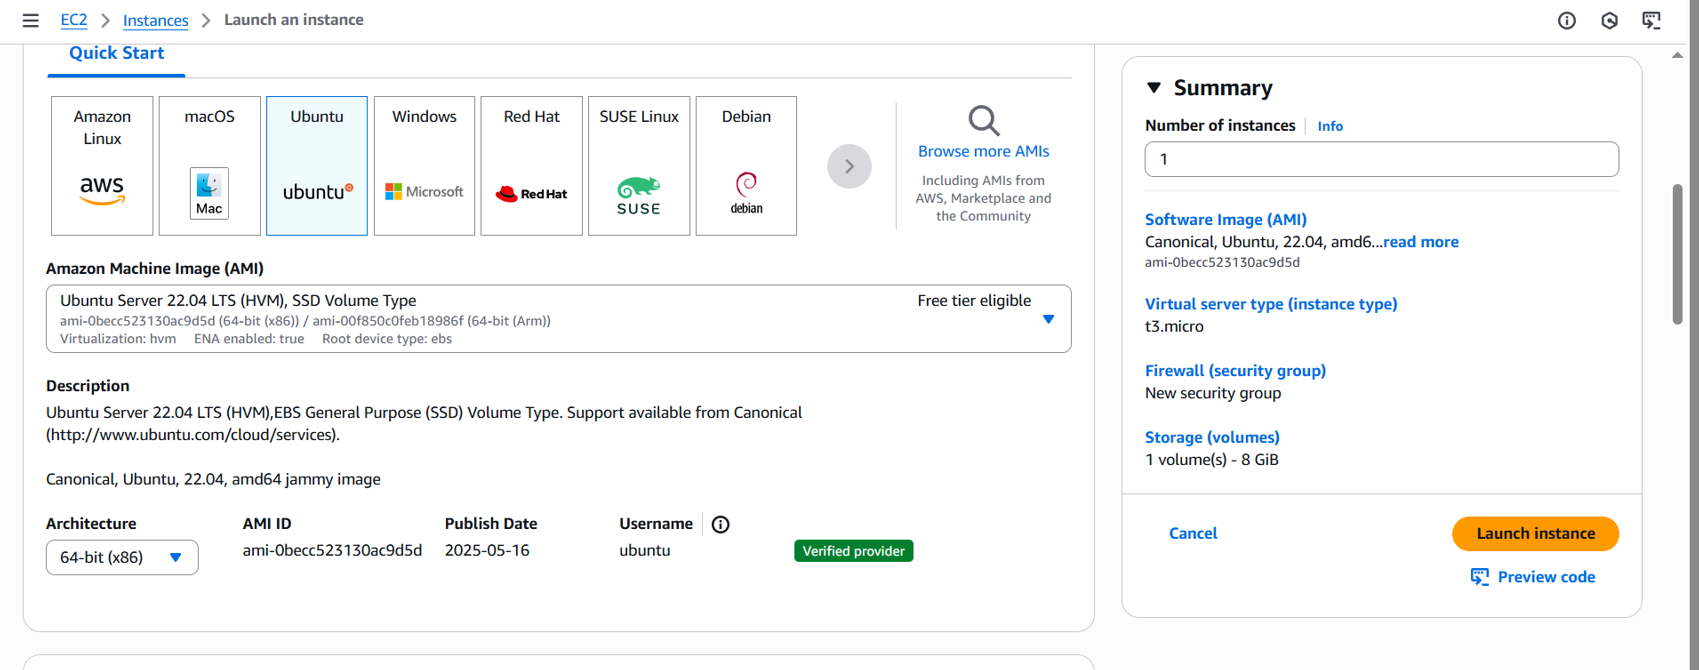 EC2 > Instances > Launch an instance
Quick Start
Amazon
Linux
aws
macOS
Mac
Ubuntu
ubuntu
Windows
Microsoft
Red Hat
Red Hat
SUSE Linux
SUSE
Debian
debian
Browse more AMIs
Including AMIs from
AWS, Marketplace and
the Community
Amazon Machine Image (AMI)
Ubuntu Server 22.04 LTS (HVM), SSD Volume Type
Free tier eligible
ami-0becc523130ac9d5d (64-bit (x86)) / ami-00f850c0feb18986f (64-bit (Arm))
Virtualization: hvm ENA enabled: true Root device type: ebs
Description
Ubuntu Server 22.04 LTS (HVM),EBS General Purpose (SSD) Volume Type. Support available from Canonical
(http://www.ubuntu.com/cloud/services).
Canonical, Ubuntu, 22.04, amd64 jammy image
Architecture
64-bit (x86)
AMI ID
ami-0becc523130ac9d5d
Publish Date
2025-05-16
Username
ubuntu
Verified provider
Summary
Number of instances Info
1
Software Image (AMI)
Canonical, Ubuntu, 22.04, amd6...read more
ami-0becc523130ac9d5d
Virtual server type (instance type)
t3.micro
Firewall (security group)
New security group
Storage (volumes)
1 volume(s) - 8 GiB
Cancel
Launch instance
Preview code